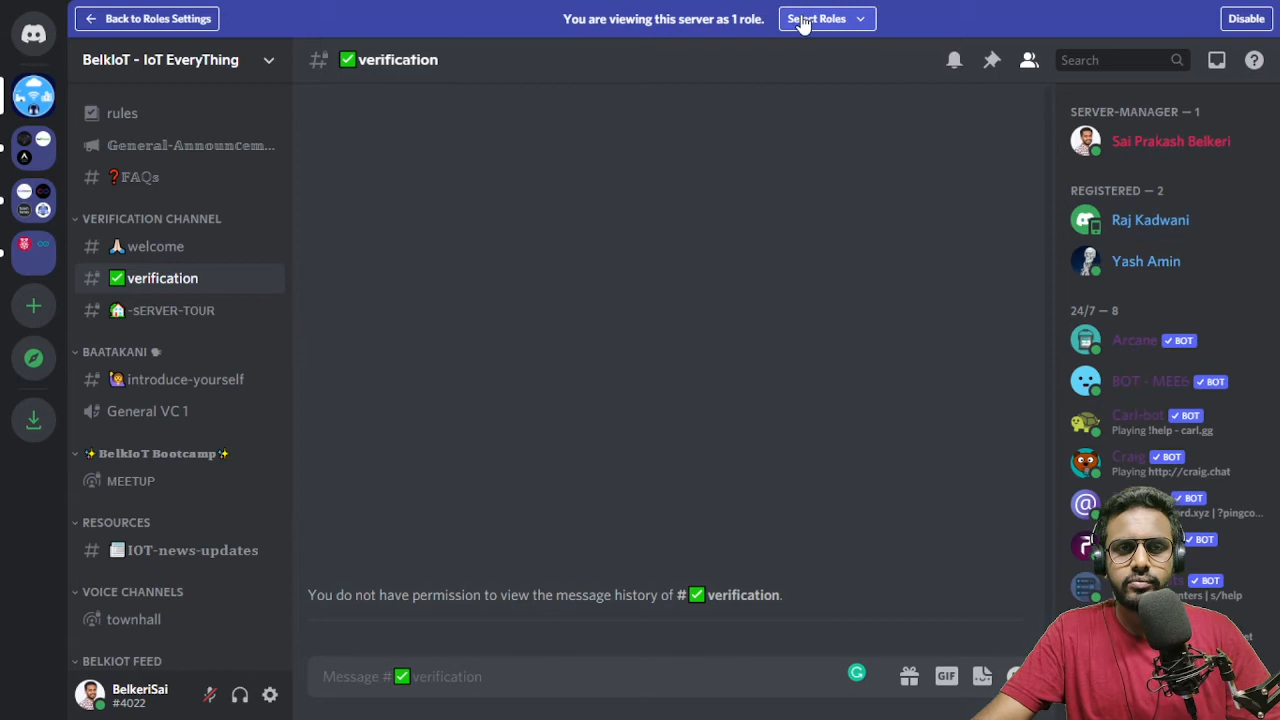 Back to Roles Settings
You are viewing this server as 1 role.
Select Roles
Disable
BelkIoT - IoT EveryThing
✅verification
Search
rules
General-Announcem...
❓FAQs
VERIFICATION CHANNEL
🙏🏻welcome
✅verification
🏠-sERVER-TOUR
BAATAKANI 🗣
🙋introduce-yourself
General VC 1
✨BelkIoT Bootcamp✨
MEETUP
RESOURCES
📰IOT-news-updates
VOICE CHANNELS
townhall
BELKIOT FEED
BelkeriSai
#4022
You do not have permission to view the message history of #✅verification.
Message #✅verification
GIF
SERVER-MANAGER — 1
Sai Prakash Belkeri
REGISTERED — 2
Raj Kadwani
Yash Amin
24/7 — 8
Arcane ✓ BOT
BOT - MEE6 ✓ BOT
Carl-bot ✓ BOT
Playing !help - carl.gg
Craig ✓ BOT
Playing http://craig.chat
BOT
| ?pingco...
✓ BOT
✓ BOT
| s/help